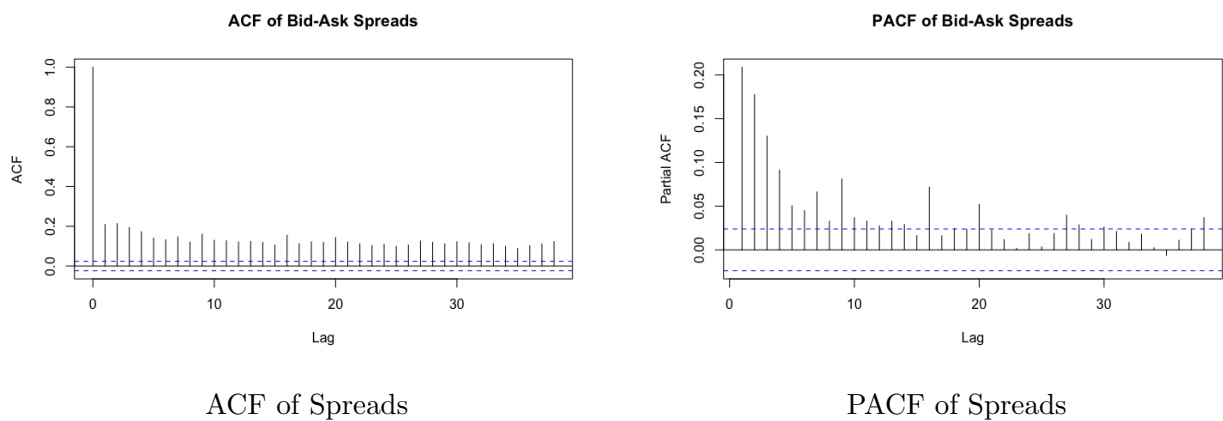 ACF of Bid-Ask Spreads
1.0
0.8
0.6
0.4
0.2
0.0
ACF
0 10 20 30
Lag
ACF of Spreads
PACF of Bid-Ask Spreads
0.20
0.15
0.10
0.05
0.00
Partial ACF
0 10 20 30
Lag
PACF of Spreads